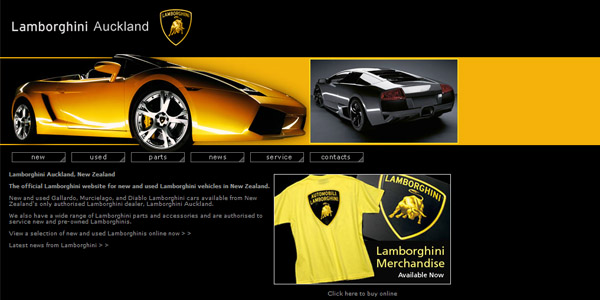 Lamborghini Auckland
LAMBORGHINI
new used parts news service contacts
Lamborghini Auckland, New Zealand
The official Lamborghini website for new and used Lamborghini vehicles in New Zealand.
New and used Gallardo, Murcielago, and Diablo Lamborghini cars available from New
Zealand's only authorised Lamborghini dealer, Lamborghini Auckland.
We also have a wide range of Lamborghini parts and accessories and are authorised to
service new and pre-owned Lamborghinis.
View a selection of new and used Lamborghinis online now > >
Latest news from Lamborghini > >
AUTOMOBILI
LAMBORGHINI
LAMBORGHINI
Lamborghini
Merchandise
Available Now
Click here to buy online